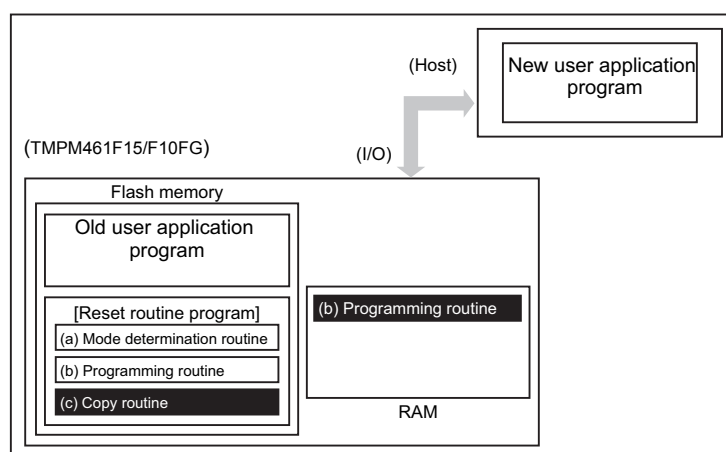 (Host)
New user application
program
(TMPM461F15/F10FG)
(I/O)
Flash memory
Old user application
program
[Reset routine program]
(a) Mode determination routine
(b) Programming routine
(c) Copy routine
(b) Programming routine
RAM